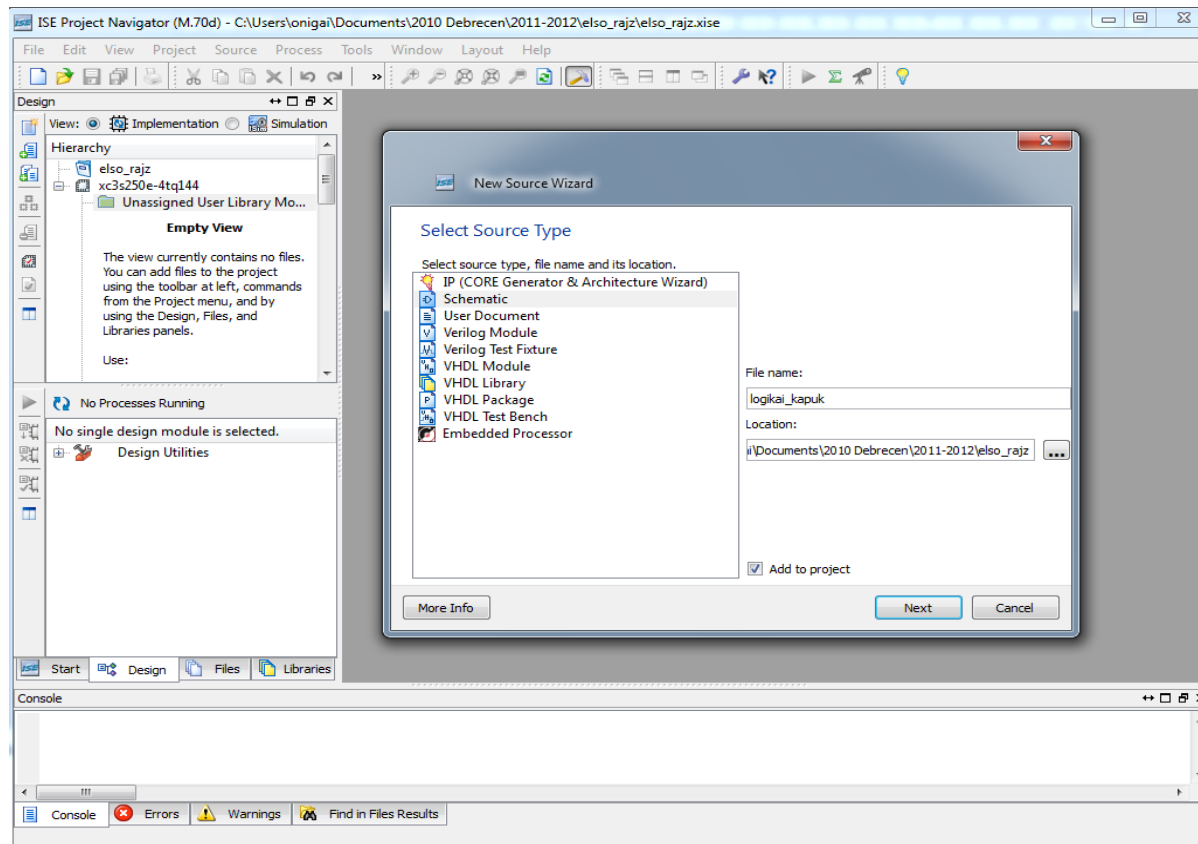 ISE Project Navigator (M.70d) - C:\Users\onigai\Documents\2010 Debrecen\2011-2012\elso_rajz\elso_rajz.xise
File Edit View Project Source Process Tools Window Layout Help
Design
View: Implementation Simulation
Hierarchy
elso_rajz
xc3s250e-4tq144
Unassigned User Library Mo...
Empty View
The view currently contains no files.
You can add files to the project
using the toolbar at left, commands
from the Project menu, and by
using the Design, Files, and
Libraries panels.
Use:
No Processes Running
No single design module is selected.
Design Utilities
Start Design Files Libraries
New Source Wizard
Select Source Type
Select source type, file name and its location.
IP (CORE Generator & Architecture Wizard)
Schematic
User Document
Verilog Module
Verilog Test Fixture
VHDL Module
VHDL Library
VHDL Package
VHDL Test Bench
Embedded Processor
File name:
logikai_kapuk
Location:
i\Documents\2010 Debrecen\2011-2012\elso_rajz ...
Add to project
More Info Next Cancel
Console
Console Errors Warnings Find in Files Results